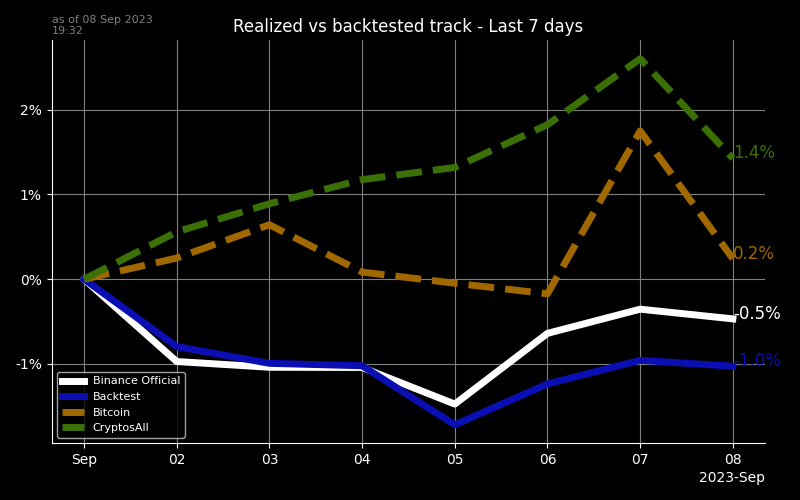 as of 08 Sep 2023
19:32
Realized vs backtested track - Last 7 days
2%
1%
0%
-1%
1.4%
0.2%
-0.5%
-1.0%
Binance Official
Backtest
Bitcoin
CryptosAll
Sep 02 03 04 05 06 07 08
2023-Sep